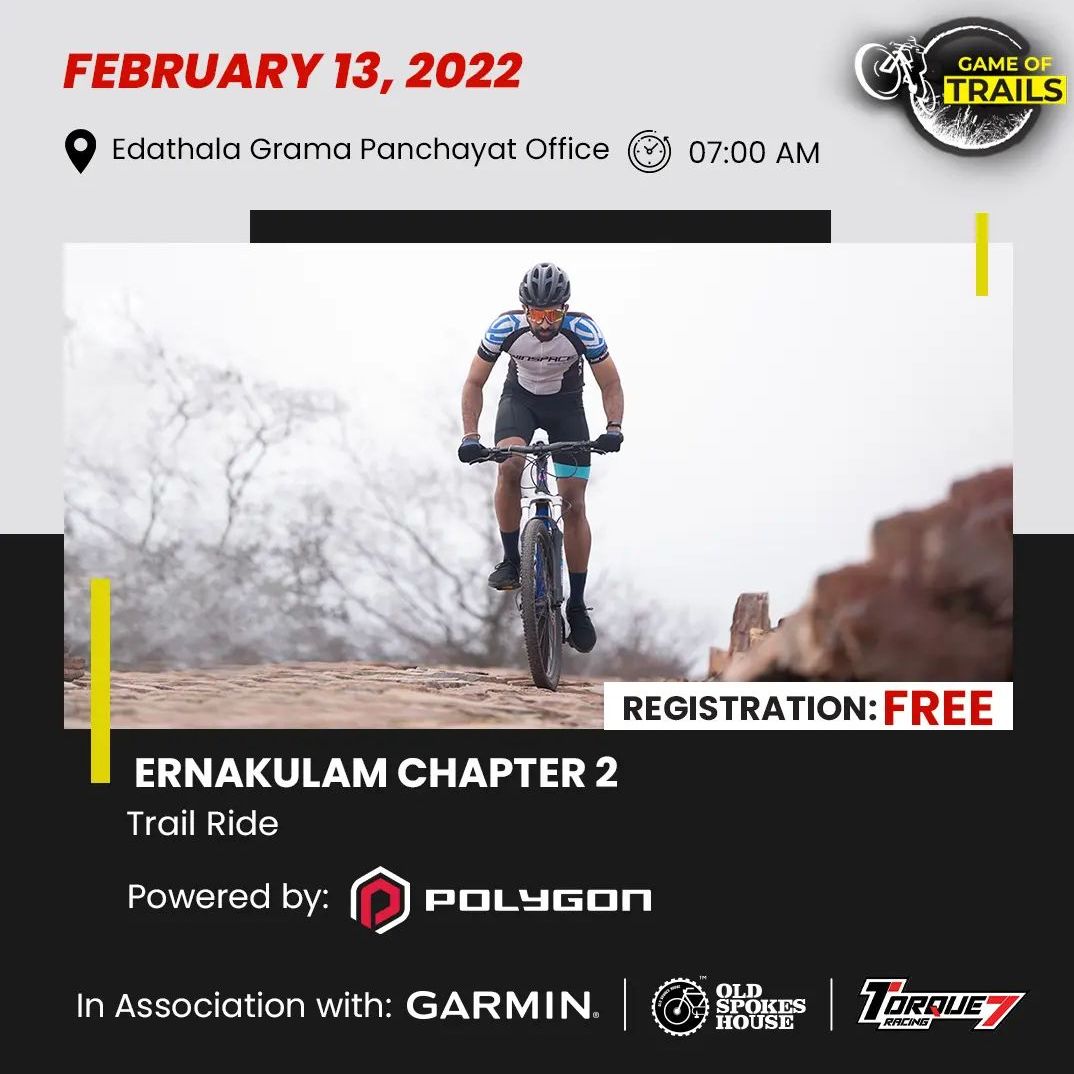 FEBRUARY 13, 2022
GAME OF
TRAILS
Edathala Grama Panchayat Office
07:00 AM
REGISTRATION: FREE
ERNAKULAM CHAPTER 2
Trail Ride
Powered by: POLYGON
In Association with: GARMIN®
OLD
SPOKES
HOUSE
™
TORQUE7
RACING